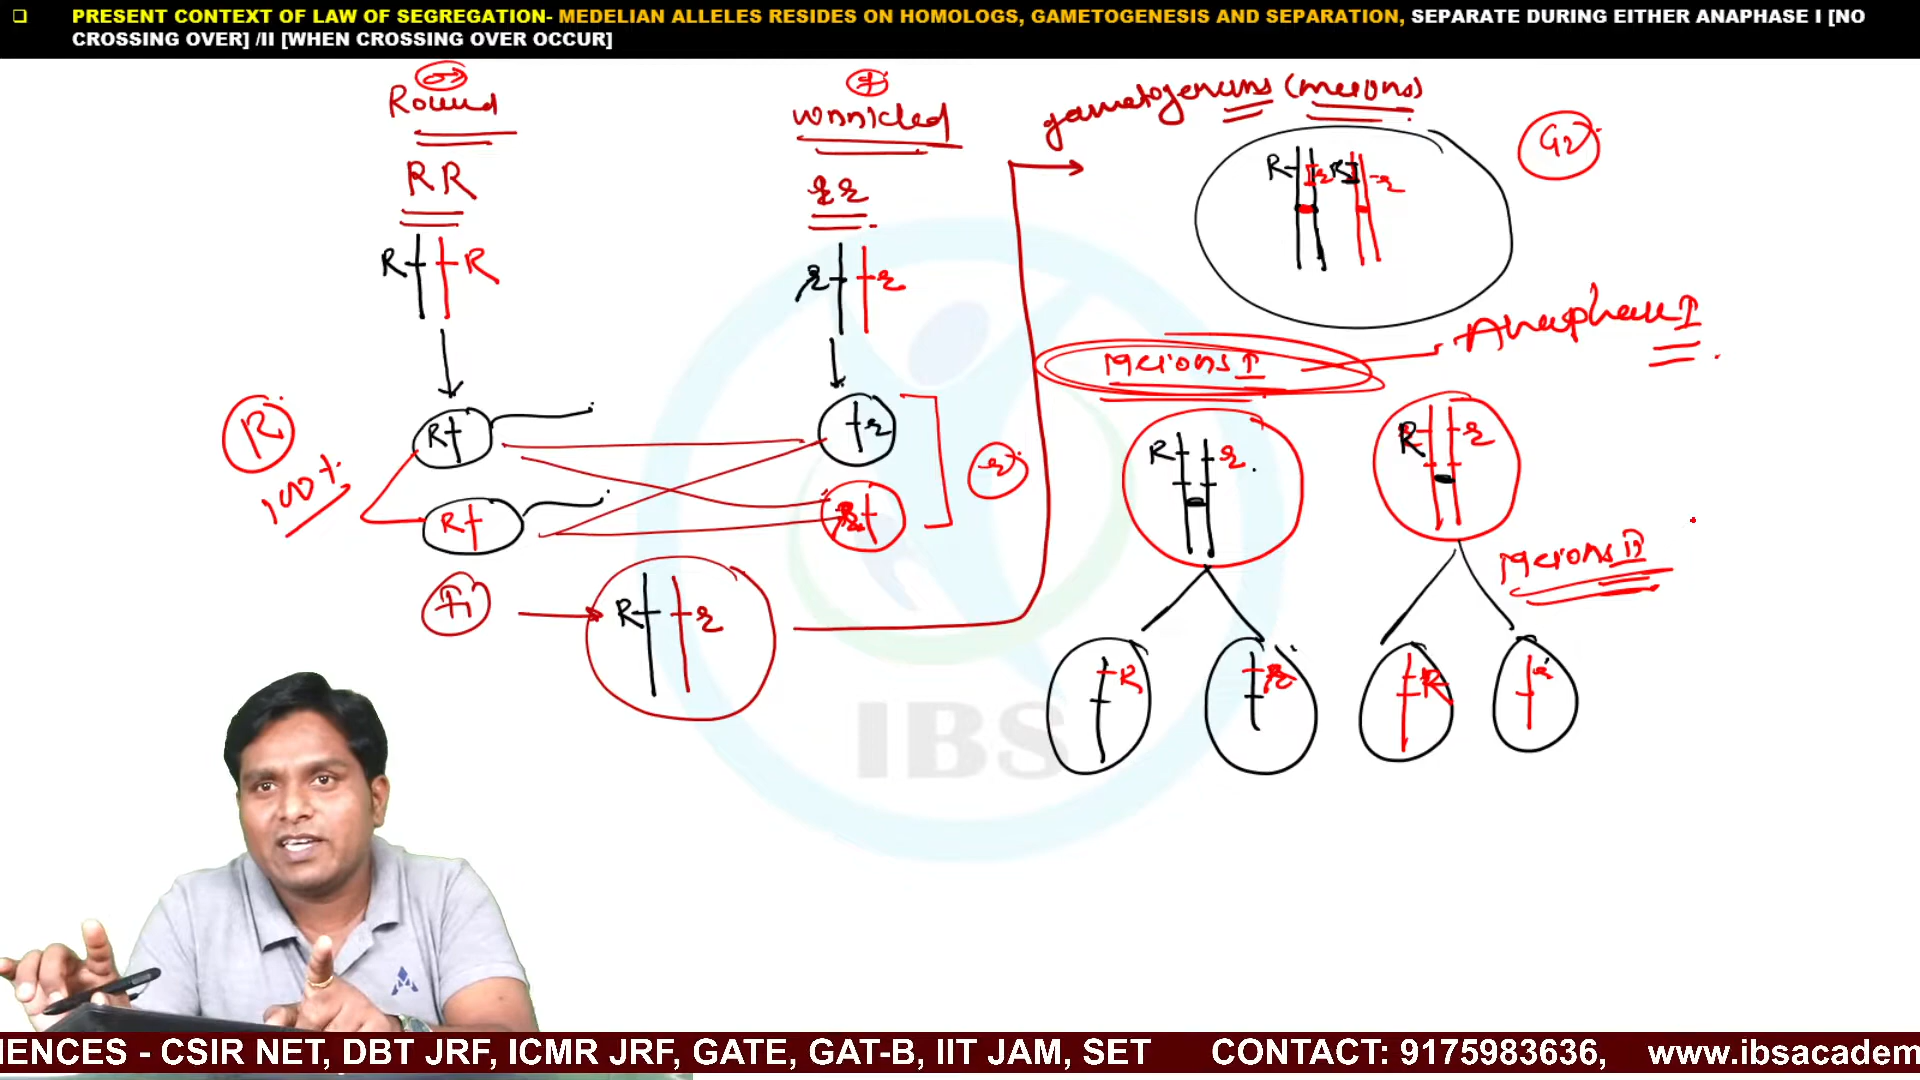 ❑ PRESENT CONTEXT OF LAW OF SEGREGATION- MEDELIAN ALLELES RESIDES ON HOMOLOGS, GAMETOGENESIS AND SEPARATION, SEPARATE DURING EITHER ANAPHASE I [NO
CROSSING OVER] /II [WHEN CROSSING OVER OCCUR]
Round
RR
R R
R
R
R
100%
F1
R r
wrinkled
rr
r r
r
r
r
gametogenesis (meiosis)
G2
R r R r
Meiosis I
Anaphase I
R r
R r
Meiosis II
R
r
R
r
IBS
IENCES - CSIR NET, DBT JRF, ICMR JRF, GATE, GAT-B, IIT JAM, SET CONTACT: 9175983636, www.ibsacadem